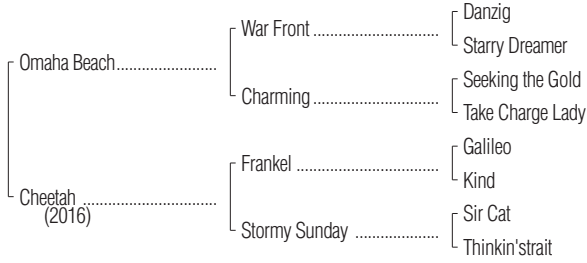 Danzig
War Front
Starry Dreamer
Omaha Beach
Seeking the Gold
Charming
Take Charge Lady
Galileo
Frankel
Kind
Cheetah
(2016)
Sir Cat
Stormy Sunday
Thinkin'strait